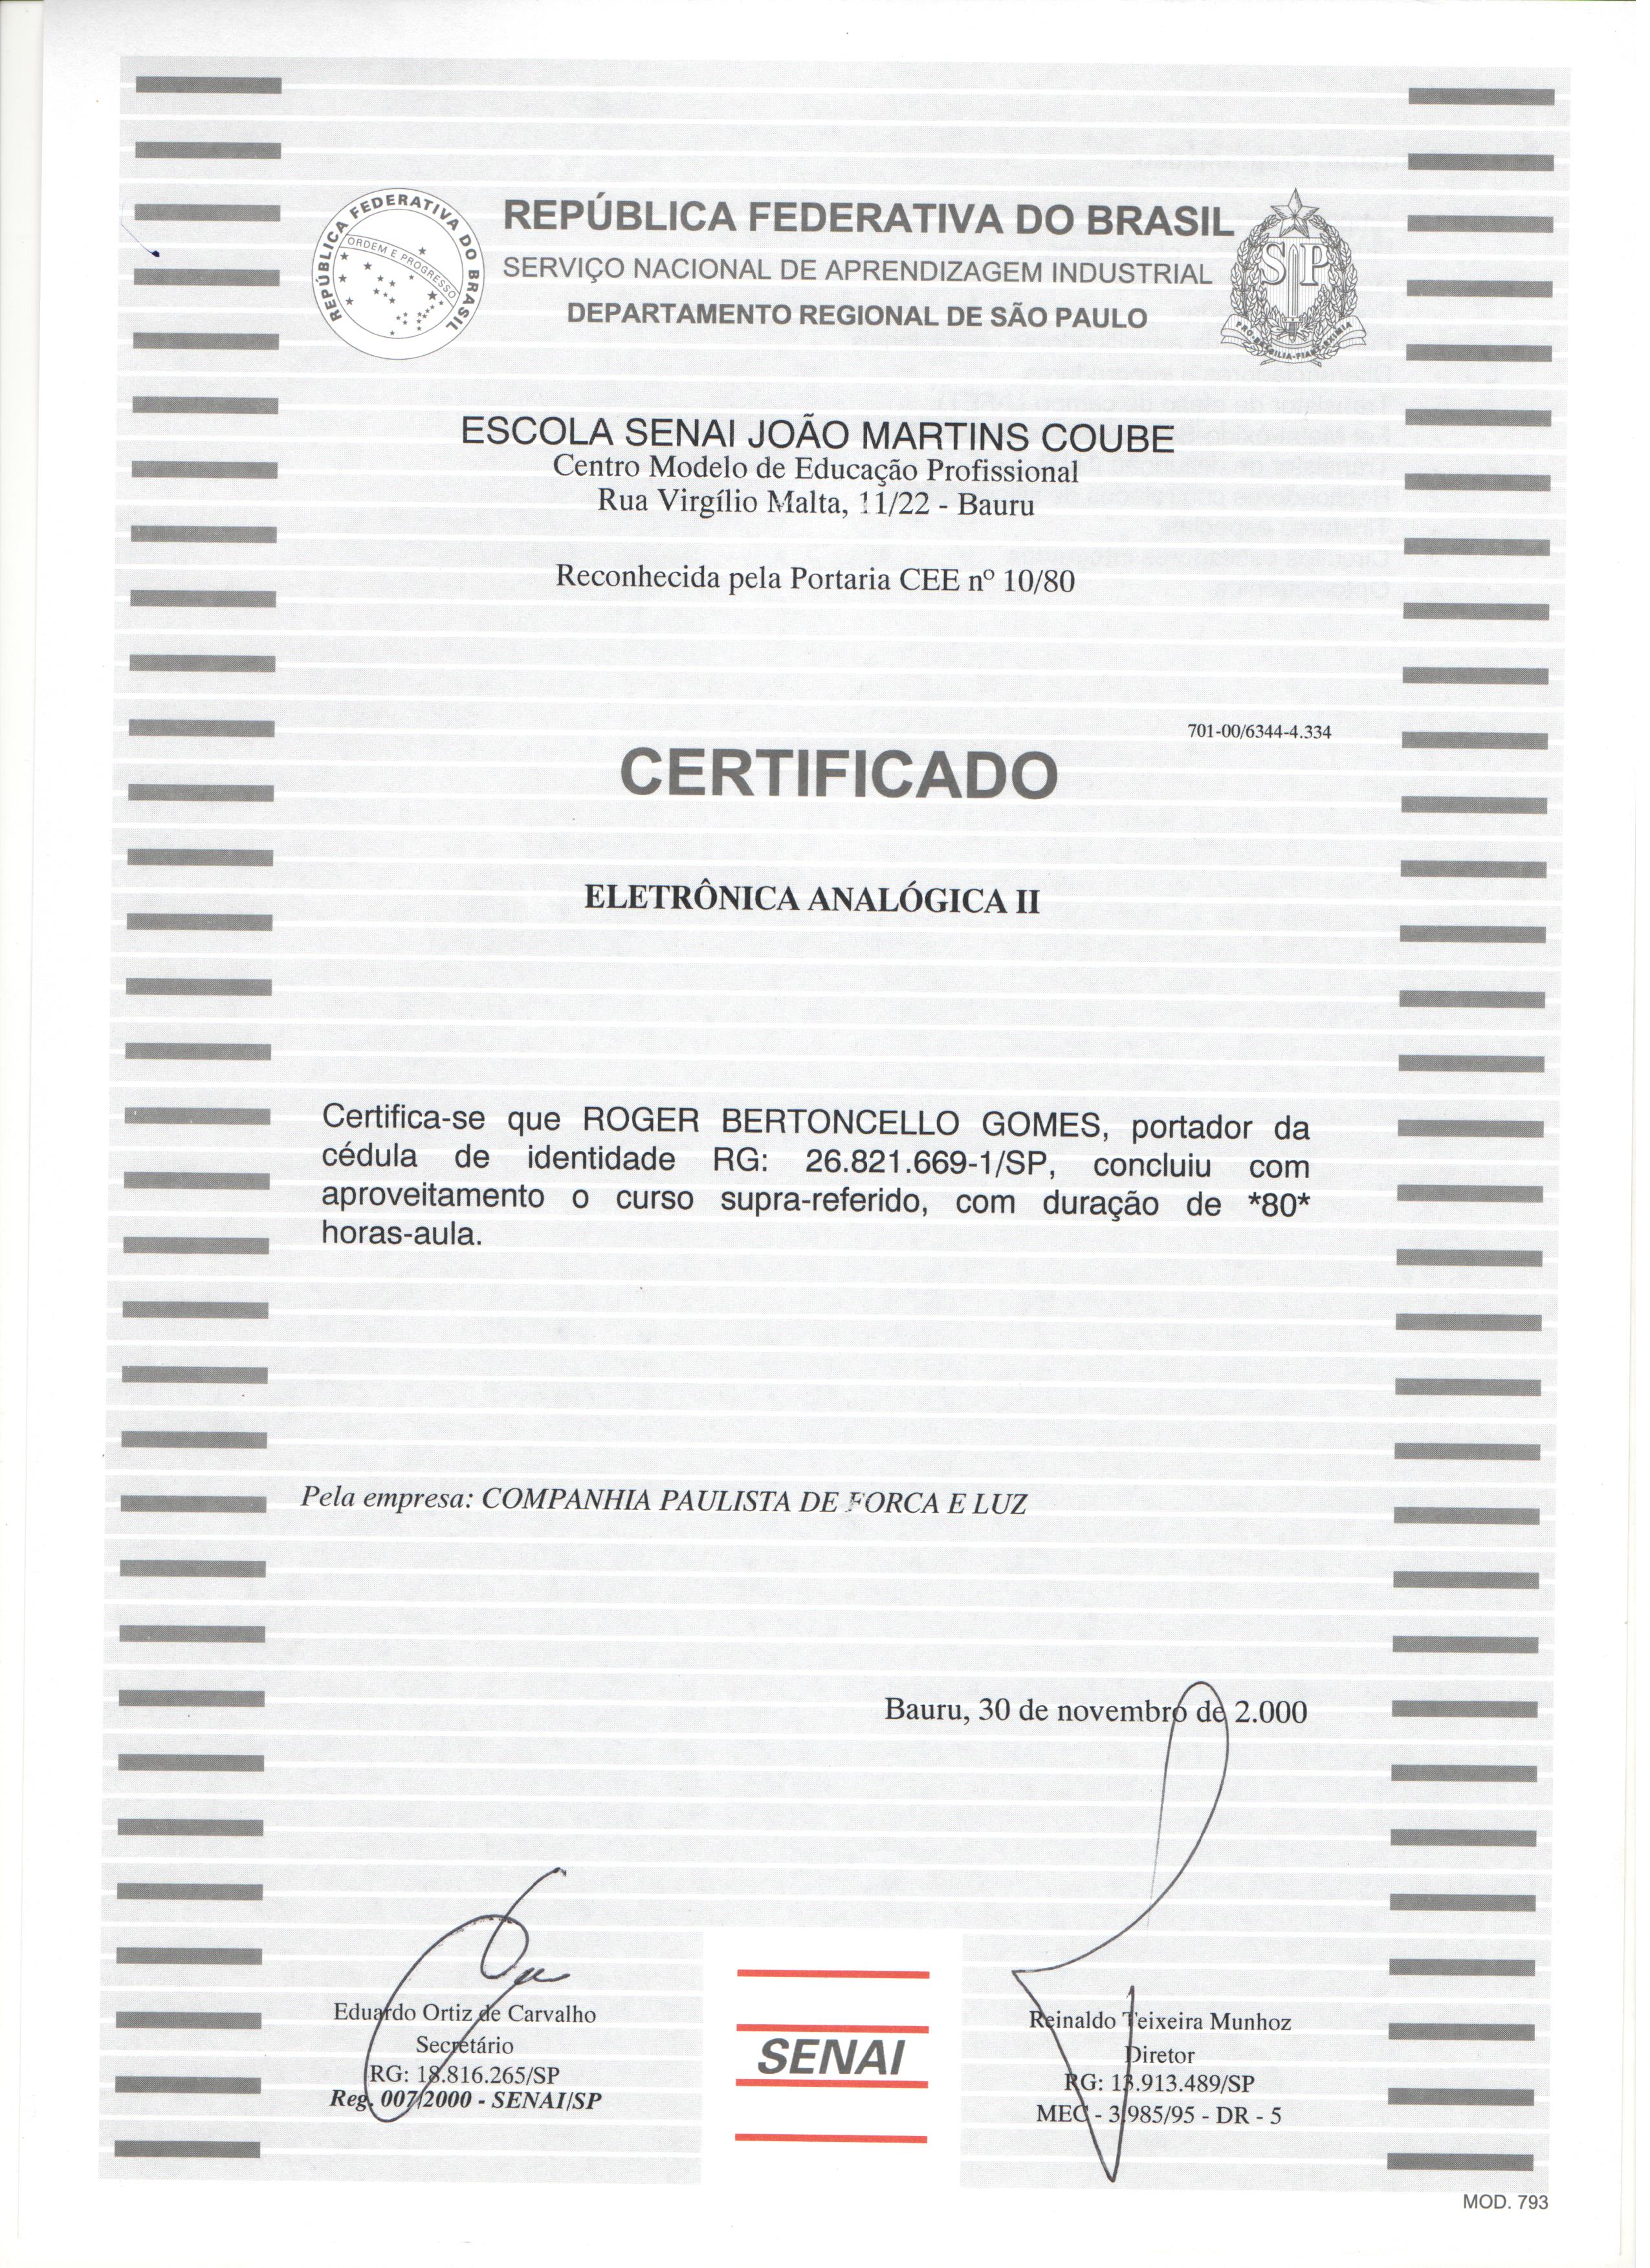 REPÚBLICA FEDERATIVA DO BRASIL
ORDEM E PROGRESSO
REPÚBLICA FEDERATIVA DO BRASIL
SERVIÇO NACIONAL DE APRENDIZAGEM INDUSTRIAL
DEPARTAMENTO REGIONAL DE SÃO PAULO
SP
PRO·BRASILIA·FIANT·EXIMIA
ESCOLA SENAI JOÃO MARTINS COUBE
Centro Modelo de Educação Profissional
Rua Virgílio Malta, 11/22 - Bauru
Reconhecida pela Portaria CEE nº 10/80
701-00/6344-4.334
CERTIFICADO
ELETRÔNICA ANALÓGICA II
Certifica-se que ROGER BERTONCELLO GOMES, portador da
cédula de identidade RG: 26.821.669-1/SP, concluiu com
aproveitamento o curso supra-referido, com duração de *80*
horas-aula.
Pela empresa: COMPANHIA PAULISTA DE FORCA E LUZ
Bauru, 30 de novembro de 2.000
Eduardo Ortiz de Carvalho
Secretário
RG: 18.816.265/SP
Reg. 007/2000 - SENAI/SP
SENAI
Reinaldo Teixeira Munhoz
Diretor
RG: 13.913.489/SP
MEC - 3.985/95 - DR - 5
MOD. 793